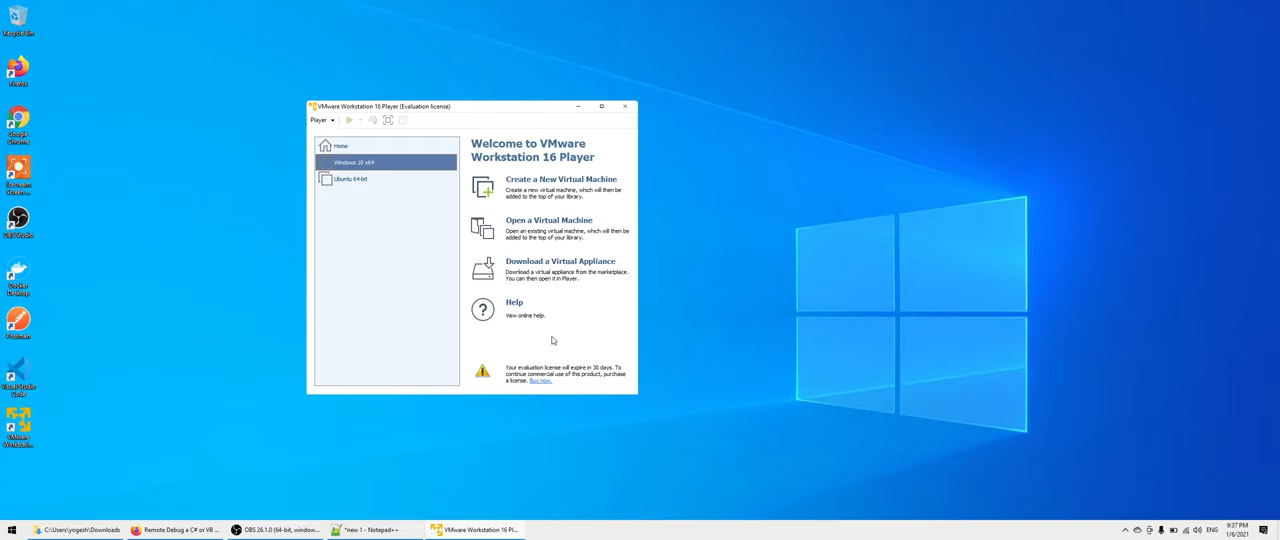 Recycle Bin
Firefox
Google
Chrome
Icecream
Screen ...
OBS Studio
Docker
Desktop
Postman
Visual Studio
Code
VMware
Workstati...
VMware Workstation 16 Player (Evaluation license)
Player
Home
Windows 10 x64
Ubuntu 64-bit
Welcome to VMware
Workstation 16 Player
Create a New Virtual Machine
Create a new virtual machine, which will then be
added to the top of your library.
Open a Virtual Machine
Open an existing virtual machine, which will then be
added to the top of your library.
Download a Virtual Appliance
Download a virtual appliance from the marketplace.
You can then open it in Player.
Help
View online help.
Your evaluation license will expire in 30 days. To
continue commercial use of this product, purchase
a license. Buy now.
C:\Users\yogesh\Downloads
Remote Debug a C# or VB ...
OBS 26.1.0 (64-bit, window...
*new 1 - Notepad++
VMware Workstation 16 Pl...
ENG
9:37 PM
1/6/2021